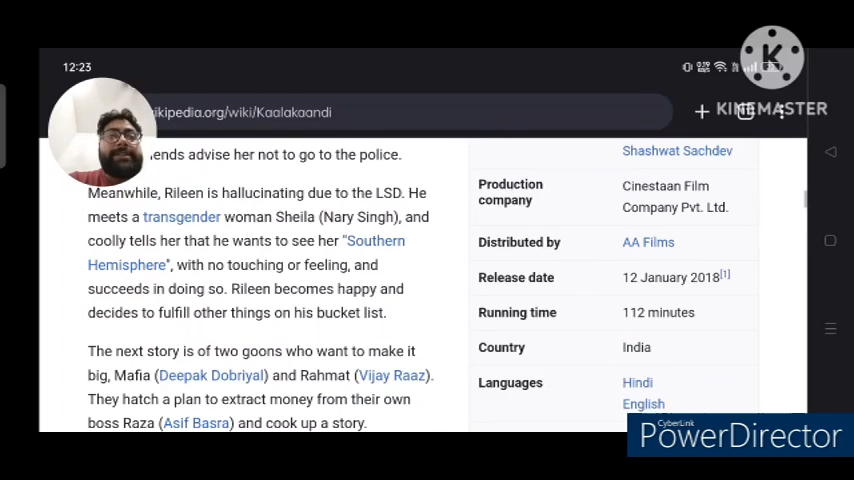 12:23
KINEMASTER
ikipedia.org/wiki/Kaalakaandi
ends advise her not to go to the police.
Meanwhile, Rileen is hallucinating due to the LSD. He
meets a transgender woman Sheila (Nary Singh), and
coolly tells her that he wants to see her "Southern
Hemisphere", with no touching or feeling, and
succeeds in doing so. Rileen becomes happy and
decides to fulfill other things on his bucket list.
The next story is of two goons who want to make it
big, Mafia (Deepak Dobriyal) and Rahmat (Vijay Raaz).
They hatch a plan to extract money from their own
boss Raza (Asif Basra) and cook up a story.
Shashwat Sachdev
Production company
Cinestaan Film
Company Pvt. Ltd.
Distributed by
AA Films
Release date
12 January 2018[1]
Running time
112 minutes
Country
India
Languages
Hindi
English
CyberLink
PowerDirector